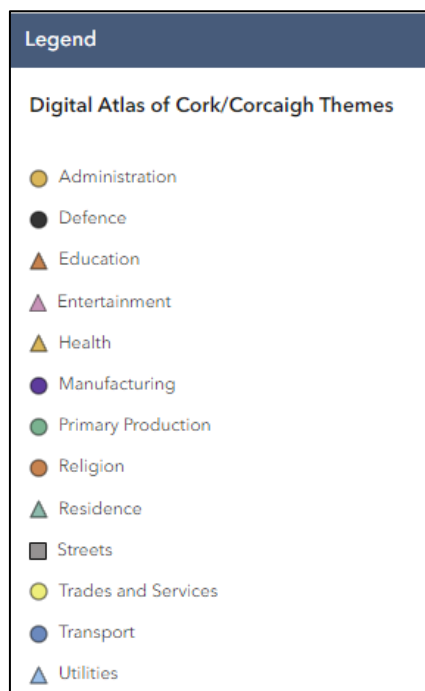 Legend
Digital Atlas of Cork/Corcaigh Themes
Administration
Defence
Education
Entertainment
Health
Manufacturing
Primary Production
Religion
Residence
Streets
Trades and Services
Transport
Utilities